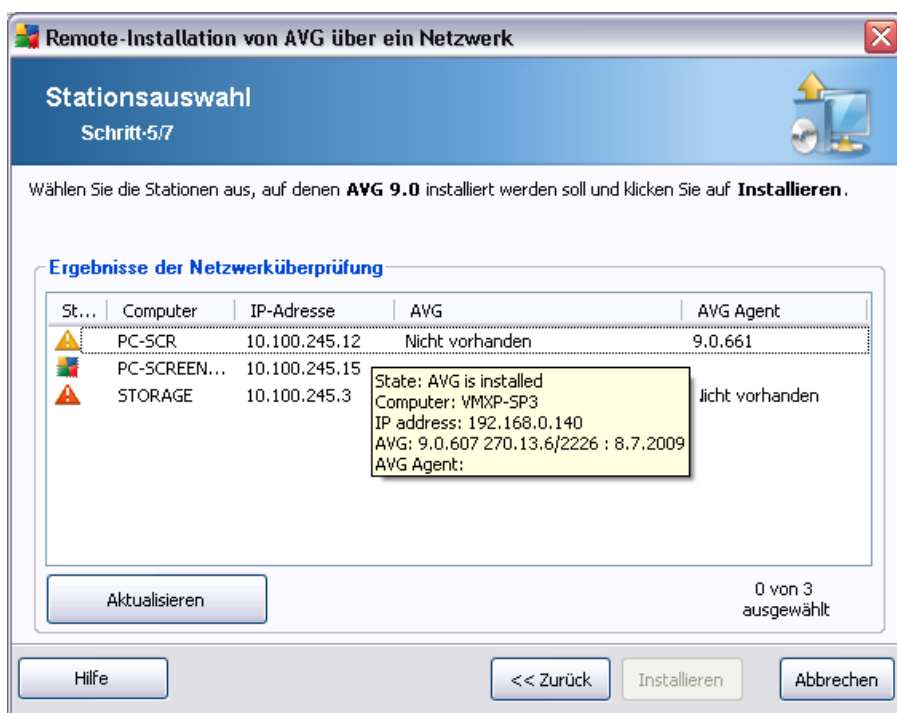 Remote-Installation von AVG über ein Netzwerk
Stationsauswahl
Schritt-5/7
Wählen Sie die Stationen aus, auf denen AVG 9.0 installiert werden soll und klicken Sie auf Installieren.
Ergebnisse der Netzwerküberprüfung
St... Computer IP-Adresse AVG AVG Agent
PC-SCR 10.100.245.12 Nicht vorhanden 9.0.661
PC-SCREEN... 10.100.245.15
STORAGE 10.100.245.3 Nicht vorhanden
State: AVG is installed
Computer: VMXP-SP3
IP address: 192.168.0.140
AVG: 9.0.607 270.13.6/2226 : 8.7.2009
AVG Agent:
Aktualisieren
0 von 3
ausgewählt
Hilfe
<< Zurück
Installieren
Abbrechen